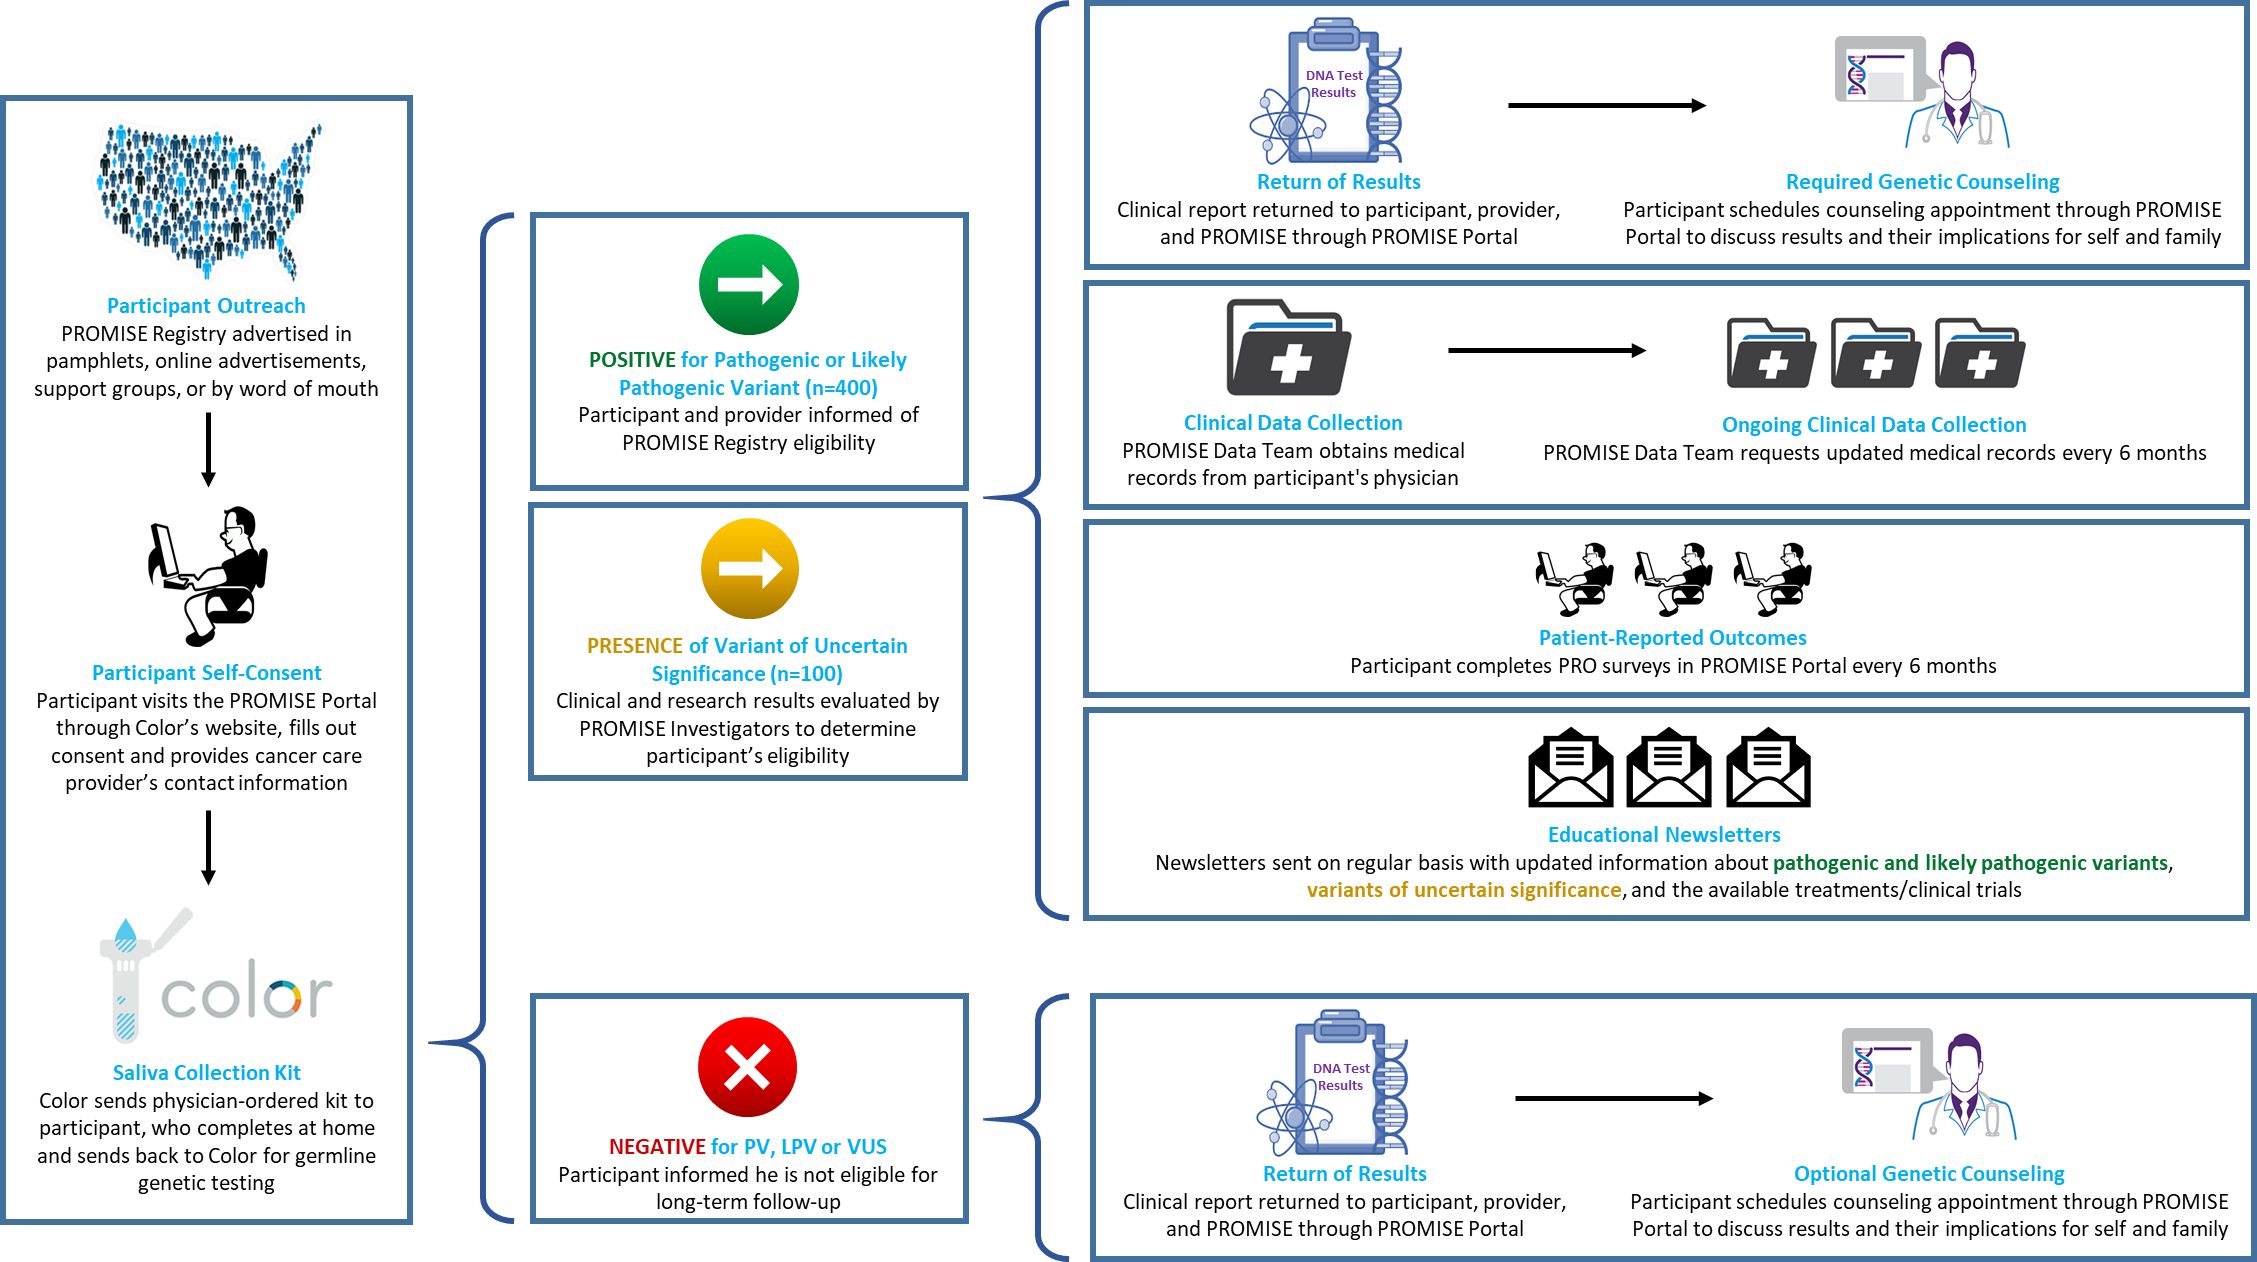 Participant Outreach
PROMISE Registry advertised in
pamphlets, online advertisements,
support groups, or by word of mouth
Participant Self-Consent
Participant visits the PROMISE Portal
through Color’s website, fills out
consent and provides cancer care
provider’s contact information
color
Saliva Collection Kit
Color sends physician-ordered kit to
participant, who completes at home
and sends back to Color for germline
genetic testing
POSITIVE for Pathogenic or Likely
Pathogenic Variant (n=400)
Participant and provider informed of
PROMISE Registry eligibility
PRESENCE of Variant of Uncertain
Significance (n=100)
Clinical and research results evaluated by
PROMISE Investigators to determine
participant’s eligibility
NEGATIVE for PV, LPV or VUS
Participant informed he is not eligible for
long-term follow-up
DNA Test
Results
Return of Results
Clinical report returned to participant, provider,
and PROMISE through PROMISE Portal
Required Genetic Counseling
Participant schedules counseling appointment through PROMISE
Portal to discuss results and their implications for self and family
Clinical Data Collection
PROMISE Data Team obtains medical
records from participant's physician
Ongoing Clinical Data Collection
PROMISE Data Team requests updated medical records every 6 months
Patient-Reported Outcomes
Participant completes PRO surveys in PROMISE Portal every 6 months
Educational Newsletters
Newsletters sent on regular basis with updated information about pathogenic and likely pathogenic variants,
variants of uncertain significance, and the available treatments/clinical trials
DNA Test
Results
Return of Results
Clinical report returned to participant, provider,
and PROMISE through PROMISE Portal
Optional Genetic Counseling
Participant schedules counseling appointment through PROMISE
Portal to discuss results and their implications for self and family